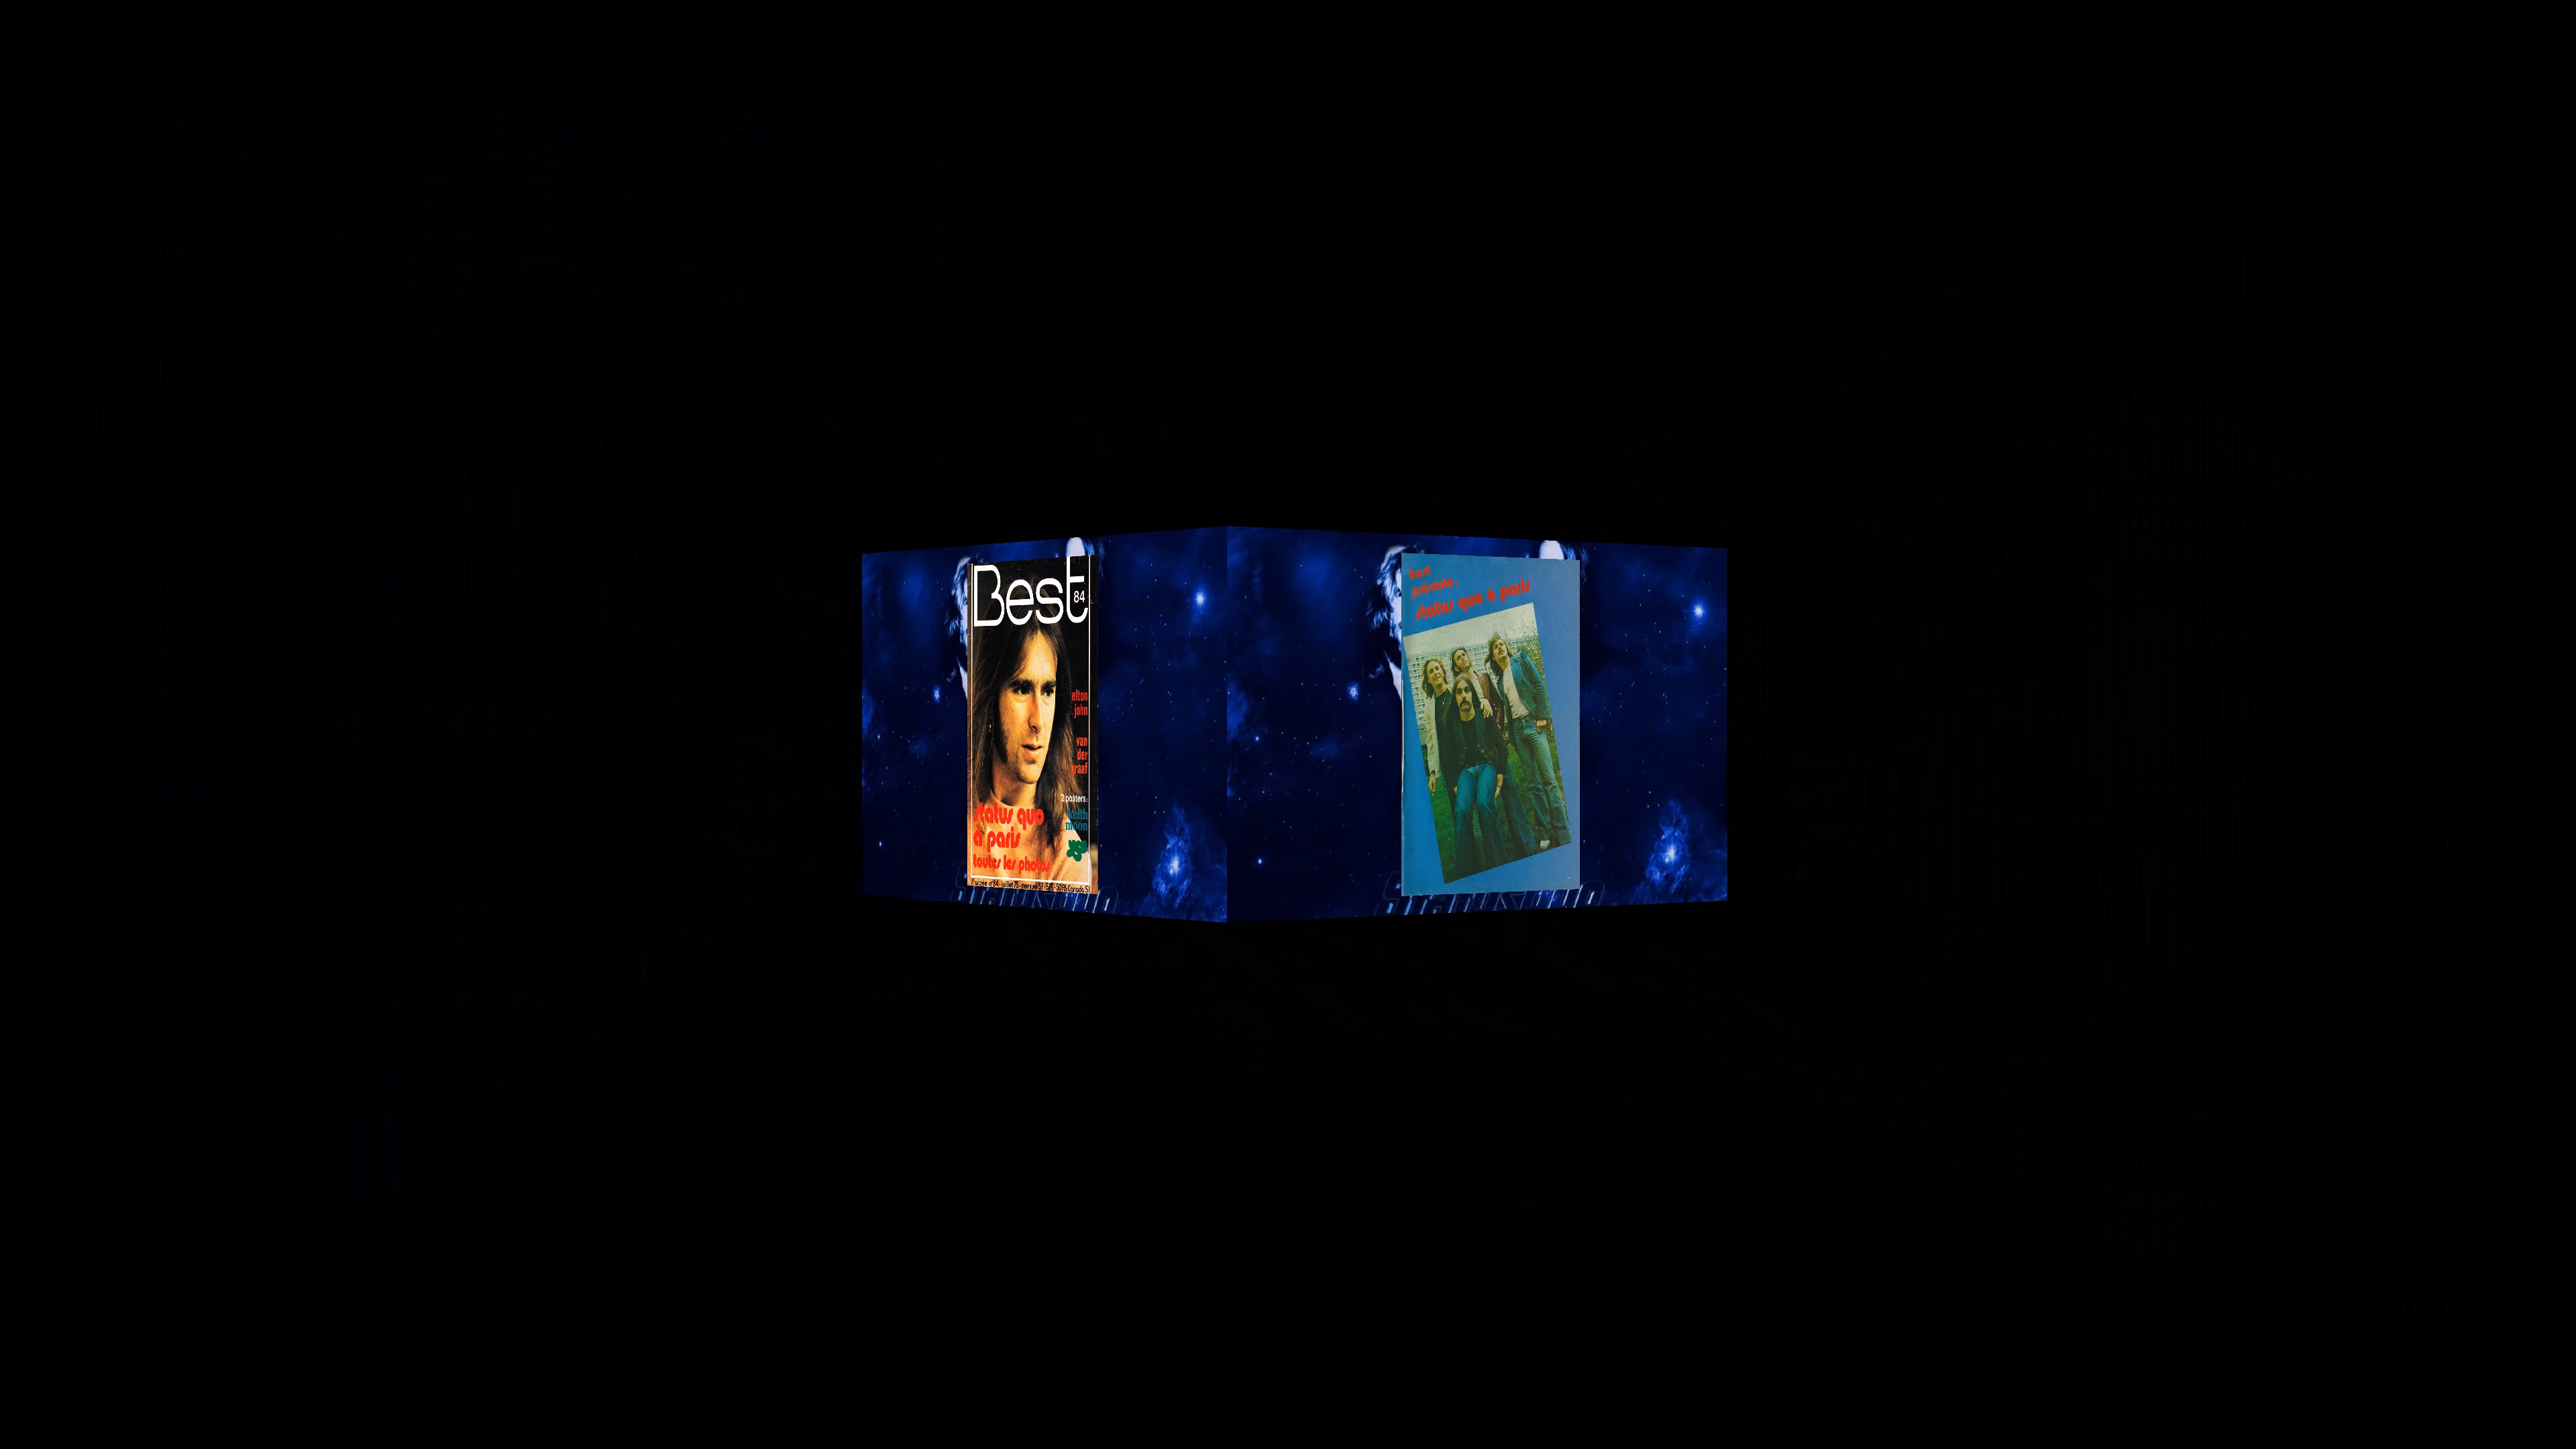 Best
84
elton
john
van
der
graaf
2 posters:
keith
moon
yes
status quo
à paris
toutes les photos
best
présente:
status quo à paris